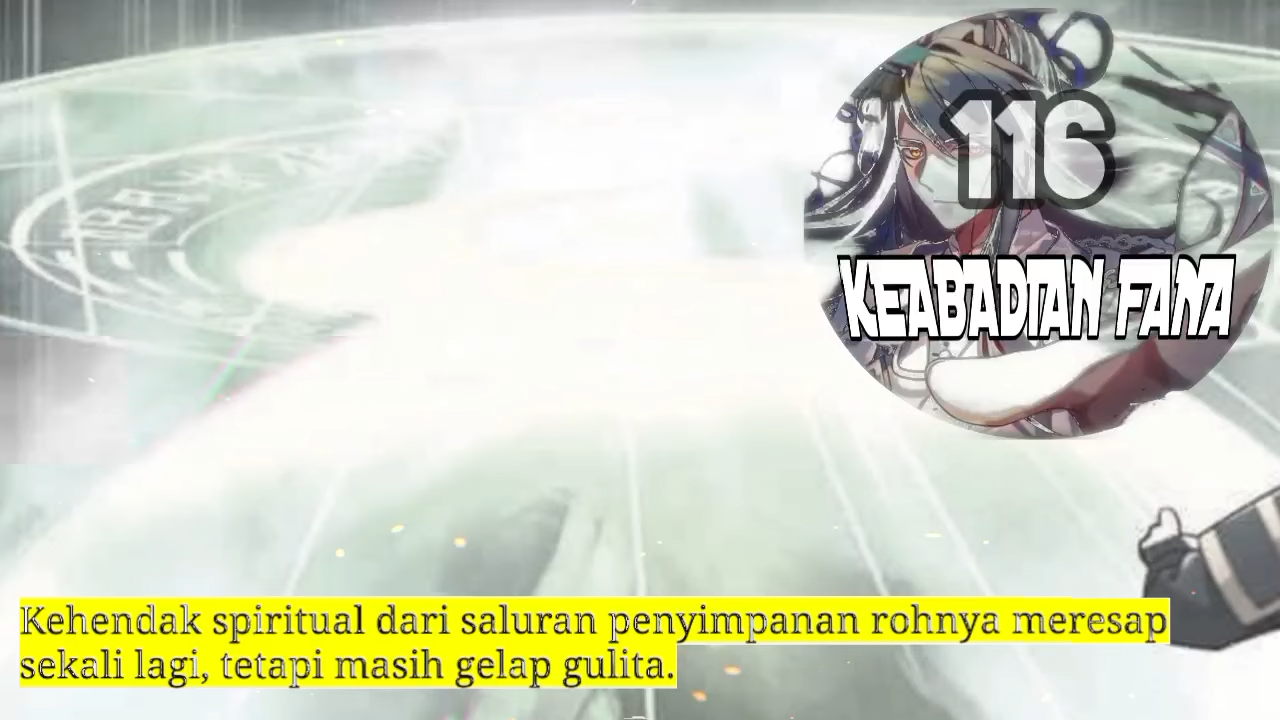 116
KEABADIAN FANA
Kehendak spiritual dari saluran penyimpanan rohnya meresap
sekali lagi, tetapi masih gelap gulita.